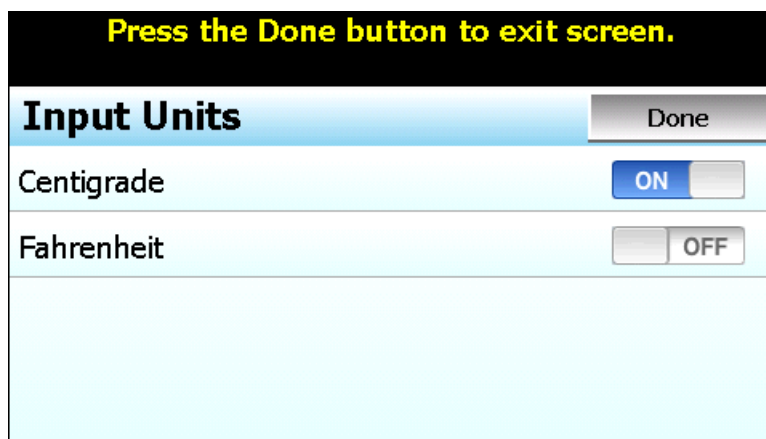 Press the Done button to exit screen.
Input Units Done
Centigrade ON
Fahrenheit OFF